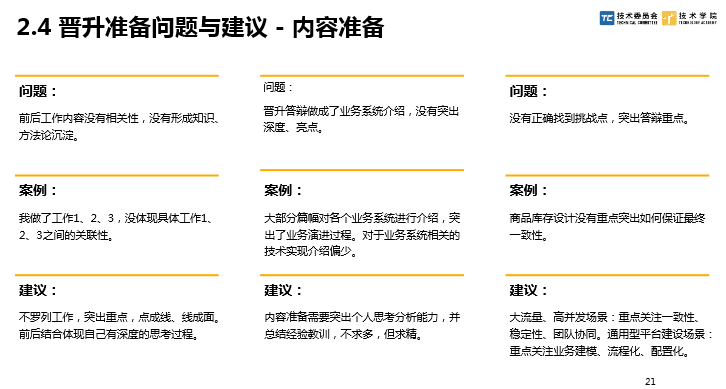 2.4 晋升准备问题与建议 - 内容准备
TC 技术委员会
TECHNICAL COMMITTEE
技术学院
TECHNOLOGY ACADEMY
问题：
前后工作内容没有相关性，没有形成知识、
方法论沉淀。
案例：
我做了工作1、2、3，没体现具体工作1、
2、3之间的关联性。
建议：
不罗列工作，突出重点，点成线、线成面。
前后结合体现自己有深度的思考过程。
问题：
晋升答辩做成了业务系统介绍，没有突出
深度、亮点。
案例：
大部分篇幅对各个业务系统进行介绍，突
出了业务演进过程。对于业务系统相关的
技术实现介绍偏少。
建议：
内容准备需要突出个人思考分析能力，并
总结经验教训，不求多，但求精。
问题：
没有正确找到挑战点，突出答辩重点。
案例：
商品库存设计没有重点突出如何保证最终
一致性。
建议：
大流量、高并发场景：重点关注一致性、
稳定性、团队协同。通用型平台建设场景：
重点关注业务建模、流程化、配置化。
21